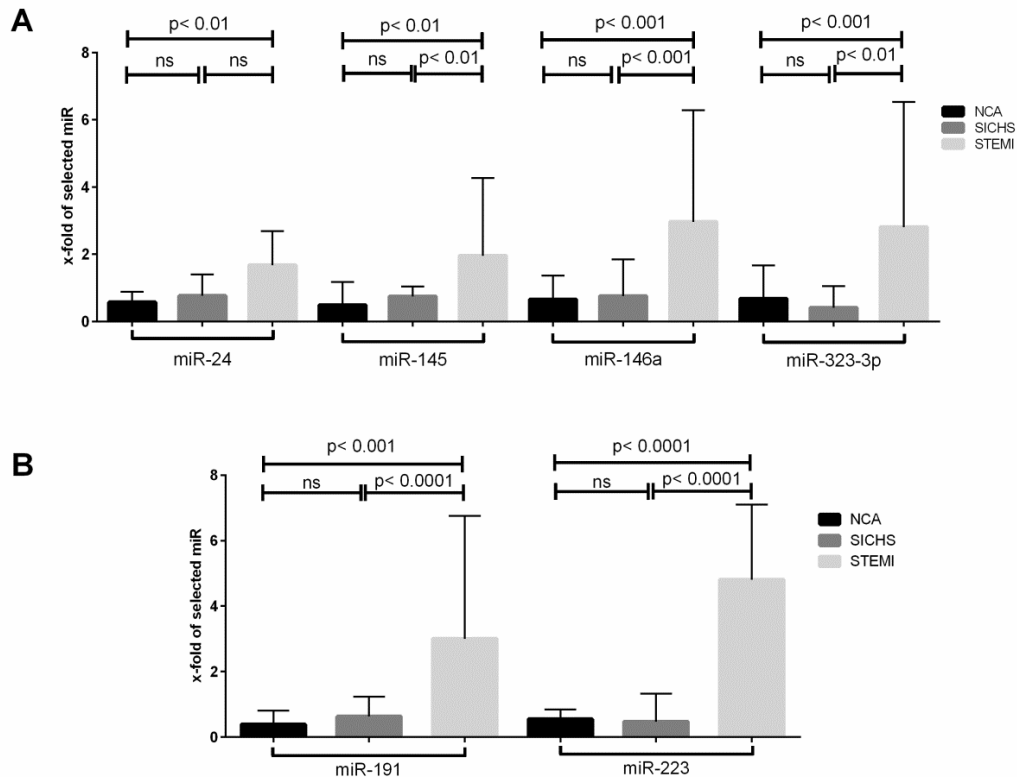 A
p< 0.01 p< 0.01 p< 0.001 p< 0.001
ns ns ns p< 0.01 ns p< 0.001 ns p< 0.01
8
6
4
2
0
x-fold of selected miR
NCA
SICHS
STEMI
miR-24 miR-145 miR-146a miR-323-3p
B
p< 0.001 p< 0.0001
ns p< 0.0001 ns p< 0.0001
8
6
4
2
0
x-fold of selected miR
NCA
SICHS
STEMI
miR-191 miR-223